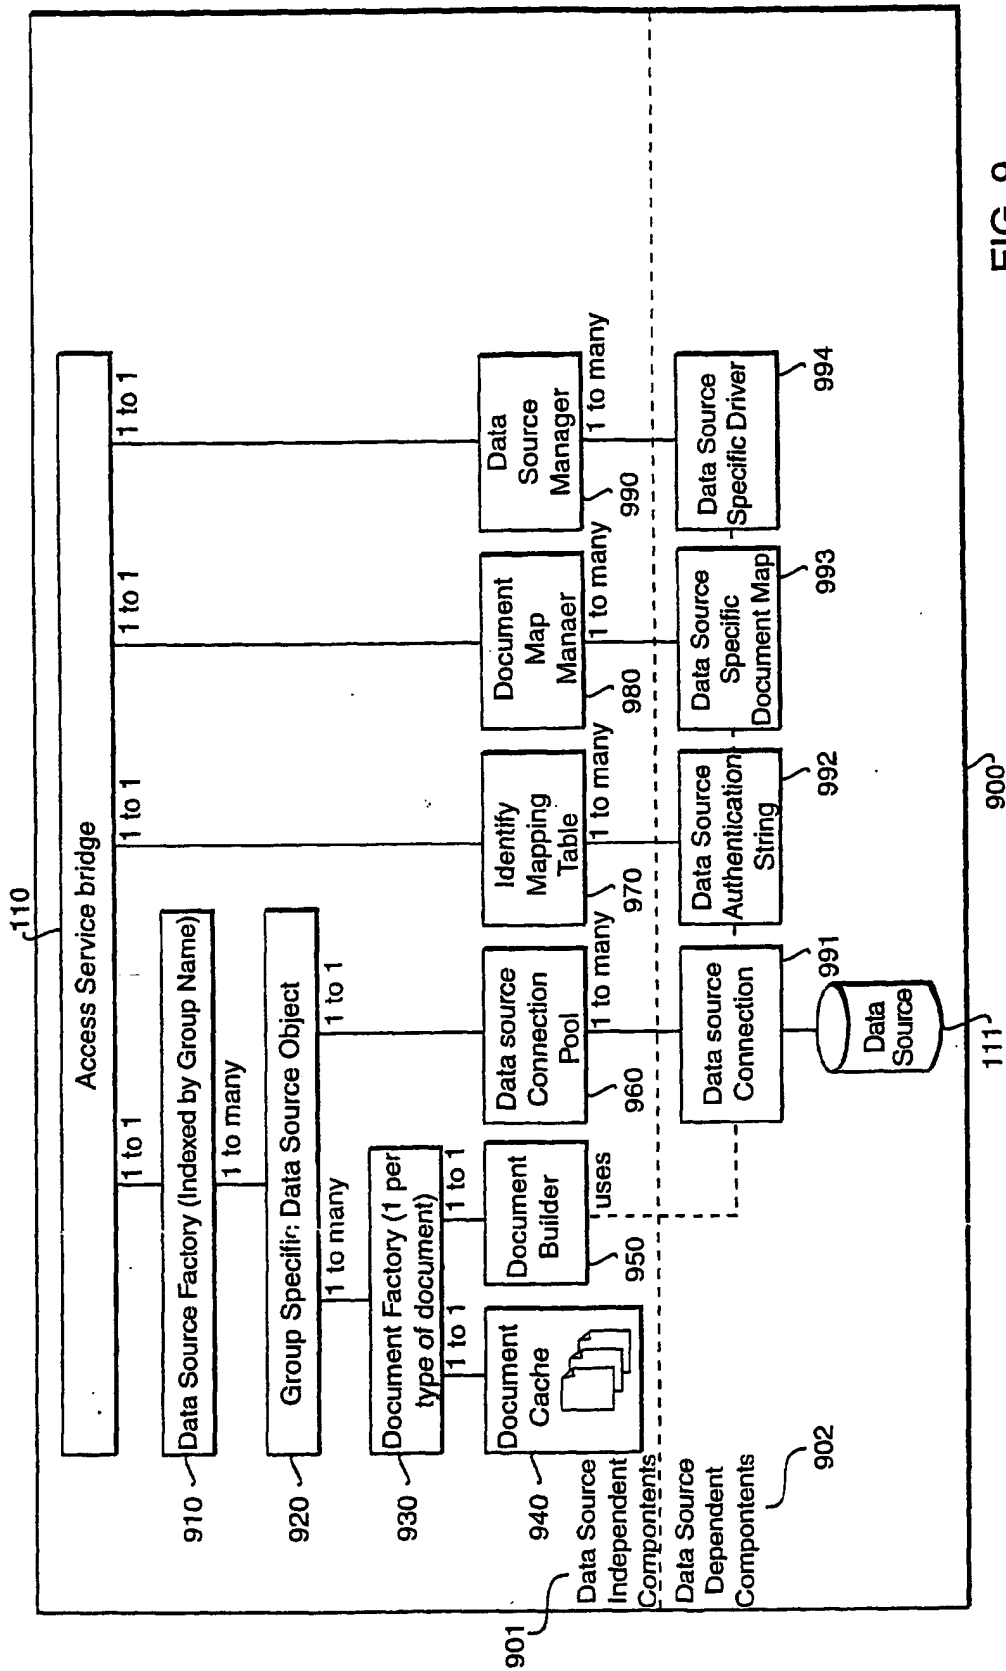 110
Access Service bridge
1 to 1
1 to 1
1 to 1
1 to 1
910
Data Source Factory (Indexed by Group Name)
1 to many
920
Group Specific Data Source Object
1 to many
1 to 1
930
Document Factory (1 per
type of document)
1 to 1
1 to 1
940
Document
Cache
950
Document
Builder
uses
960
Data source
Connection
Pool
1 to many
970
Identify
Mapping
Table
1 to many
980
Document
Map
Manaer
1 to many
990
Data
Source
Manager
1 to many
901
Data Source
Independent
Compontents
Data Source
Dependent
Compontents
902
Data source
Connection
991
Data Source
Authentication
String
992
Data Source
Specific
Document Map
993
Data Source
Specific Driver
994
Data
Source
111
900
FIG. 9